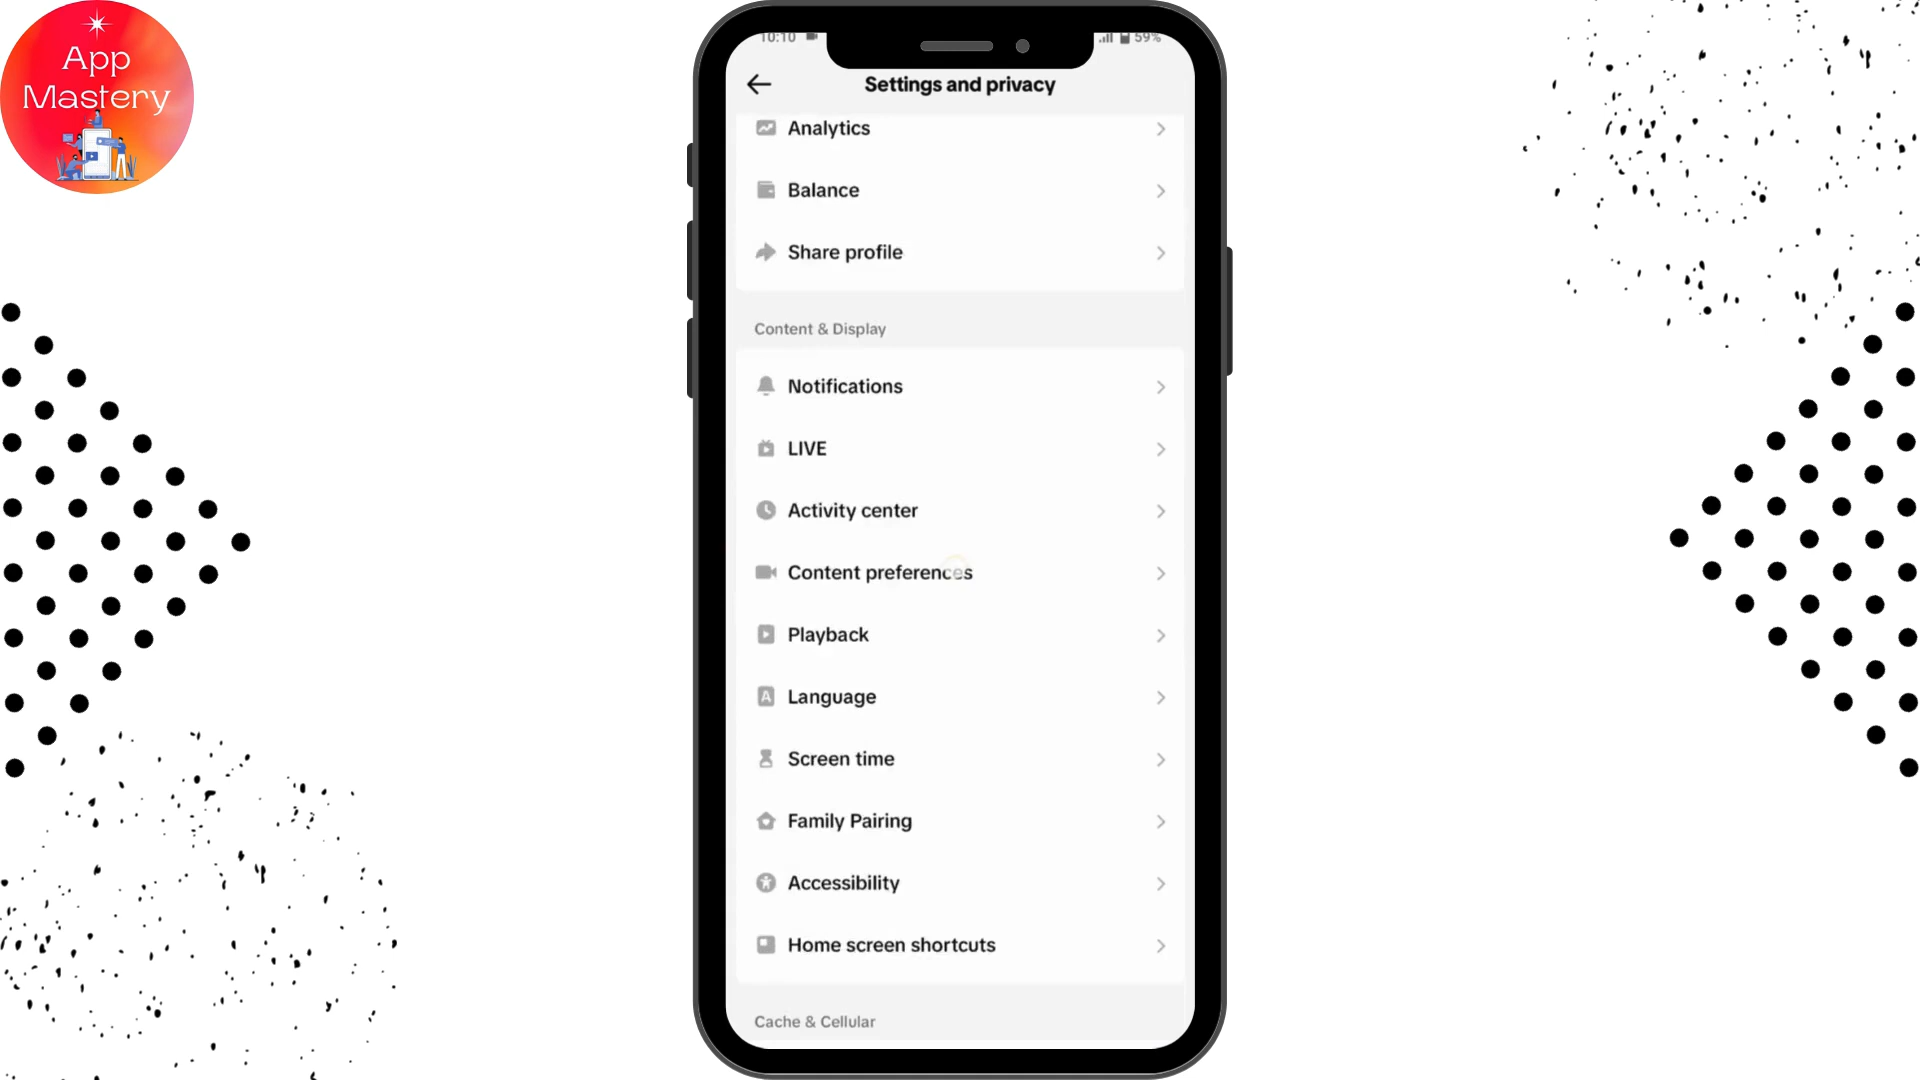 App
Mastery
10:10
59%
Settings and privacy
Analytics
Balance
Share profile
Content & Display
Notifications
LIVE
Activity center
Content preferences
Playback
Language
Screen time
Family Pairing
Accessibility
Home screen shortcuts
Cache & Cellular